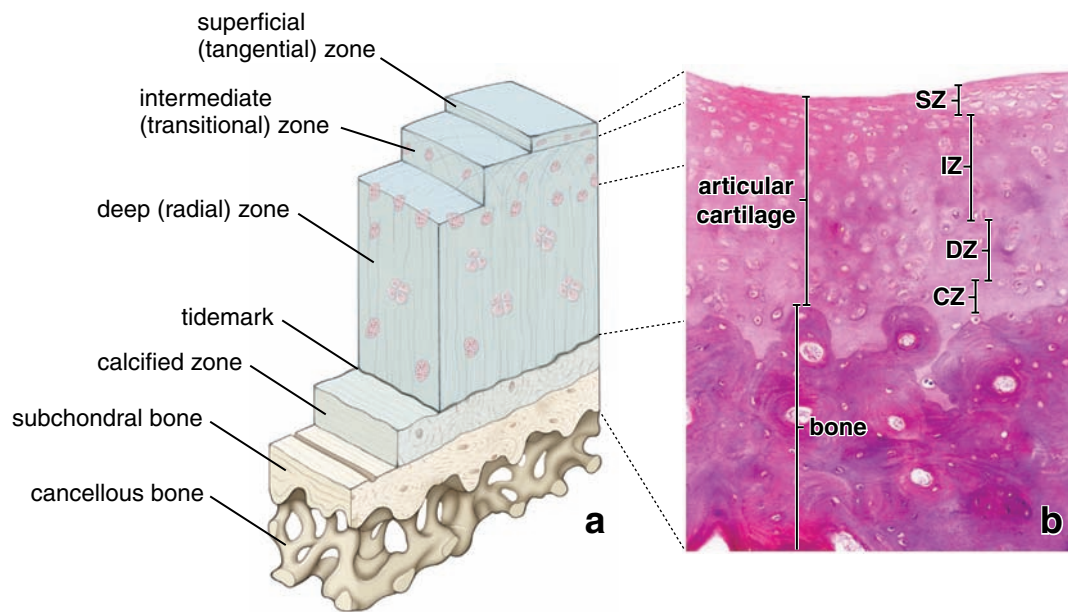 superficial
(tangential) zone
intermediate
(transitional) zone
deep (radial) zone
tidemark
calcified zone
subchondral bone
cancellous bone
a
SZ
IZ
articular
cartilage
DZ
CZ
bone
b